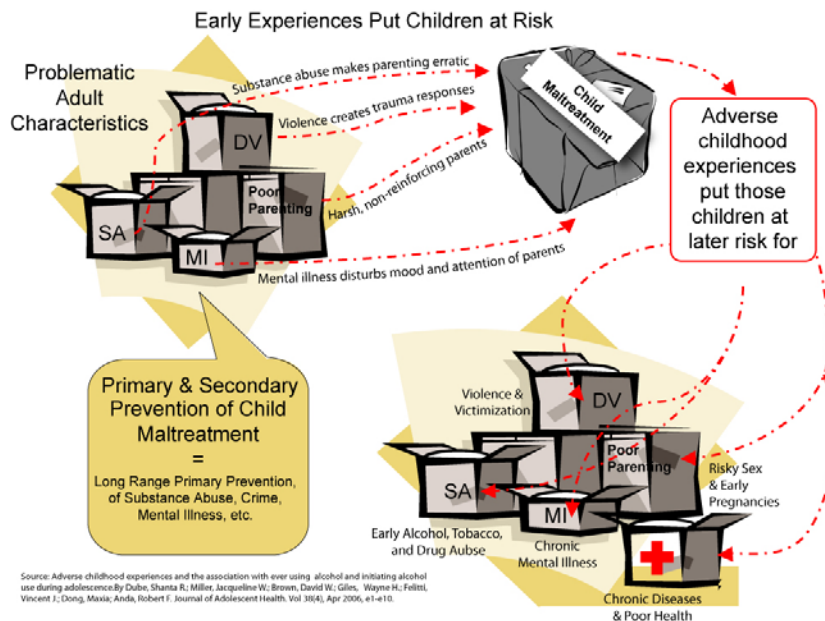 Early Experiences Put Children at Risk
Problematic
Adult
Characteristics
Substance abuse makes parenting erratic
Violence creates trauma responses
Harsh, non-reinforcing parents
Mental illness disturbs mood and attention of parents
DV
Poor
Parenting
SA
MI
Child
Maltreatment
Adverse
childhood
experiences
put those
children at
later risk for
Primary & Secondary
Prevention of Child
Maltreatment
=
Long Range Primary Prevention,
of Substance Abuse, Crime,
Mental Illness, etc.
Violence &
Victimization
DV
Poor
Parenting
SA
MI
Risky Sex
& Early
Pregnancies
Early Alcohol, Tobacco,
and Drug Aubse
Chronic
Mental Illness
Chronic Diseases
& Poor Health
Source: Adverse childhood experiences and the association with ever using alcohol and initiating alcohol
use during adolescence.By Dube, Shanta R.; Miller, Jacqueline W.; Brown, David W.; Giles, Wayne H.; Felitti,
Vincent J.; Dong, Maxia; Anda, Robert F. Journal of Adolescent Health. Vol 38(4), Apr 2006, e1-e10.